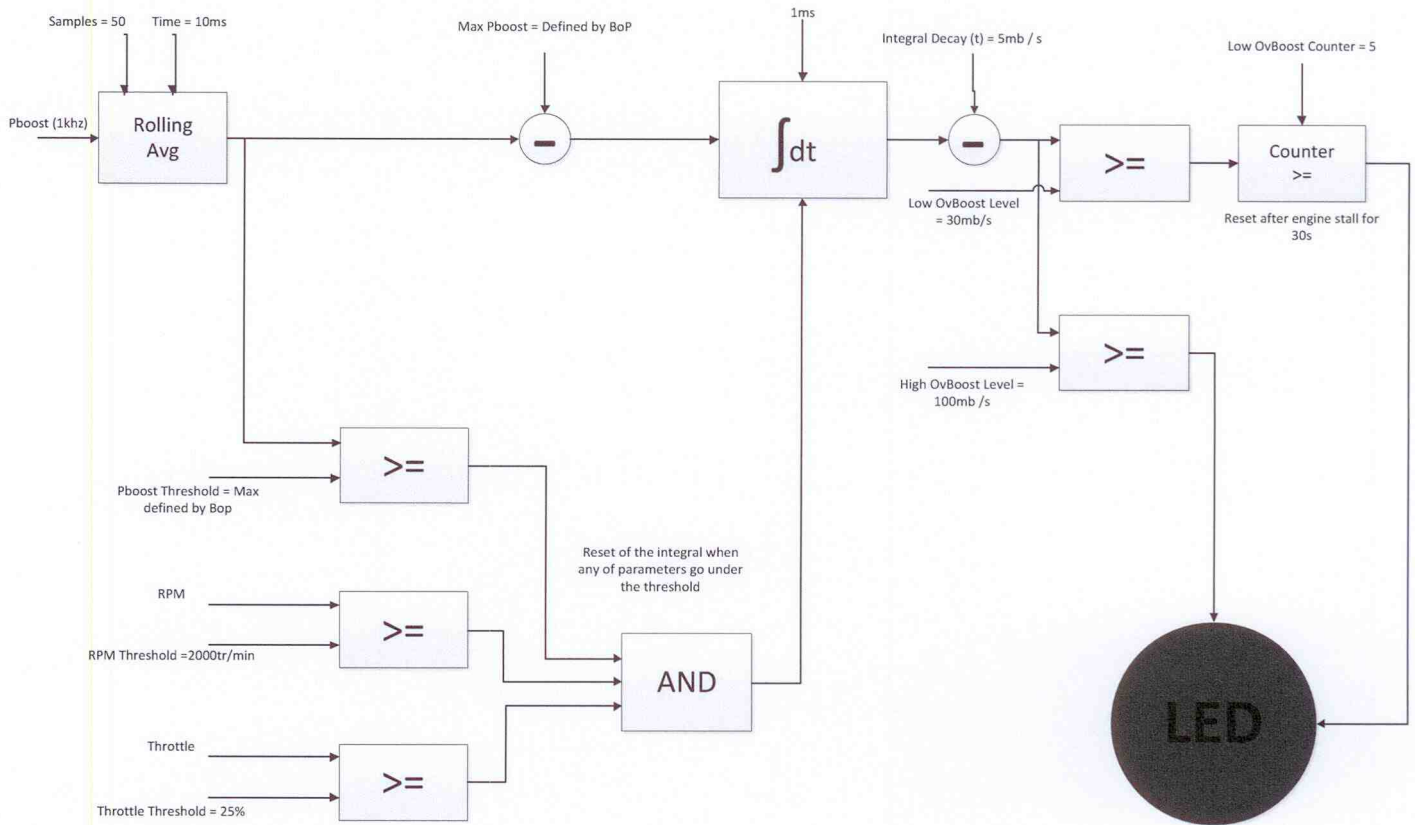 Samples = 50
Time = 10ms
Max Pboost = Defined by BoP
1ms
Integral Decay (t) = 5mb / s
Low OvBoost Counter = 5
Pboost (1khz)
Rolling
Avg
-
∫dt
-
>=
Counter
>=
Low OvBoost Level
= 30mb/s
Reset after engine stall for
30s
>=
High OvBoost Level =
100mb /s
>=
Pboost Threshold = Max
defined by Bop
Reset of the integral when
any of parameters go under
the threshold
RPM
>=
RPM Threshold =2000tr/min
AND
LED
Throttle
>=
Throttle Threshold = 25%